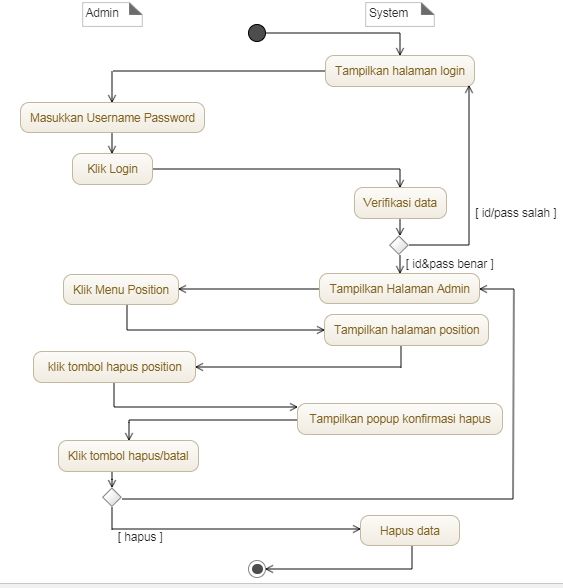 Admin
System
Tampilkan halaman login
Masukkan Username Password
Klik Login
Verifikasi data
[ id/pass salah ]
[ id&pass benar ]
Tampilkan Halaman Admin
Klik Menu Position
Tampilkan halaman position
klik tombol hapus position
Tampilkan popup konfirmasi hapus
Klik tombol hapus/batal
[ hapus ]
Hapus data